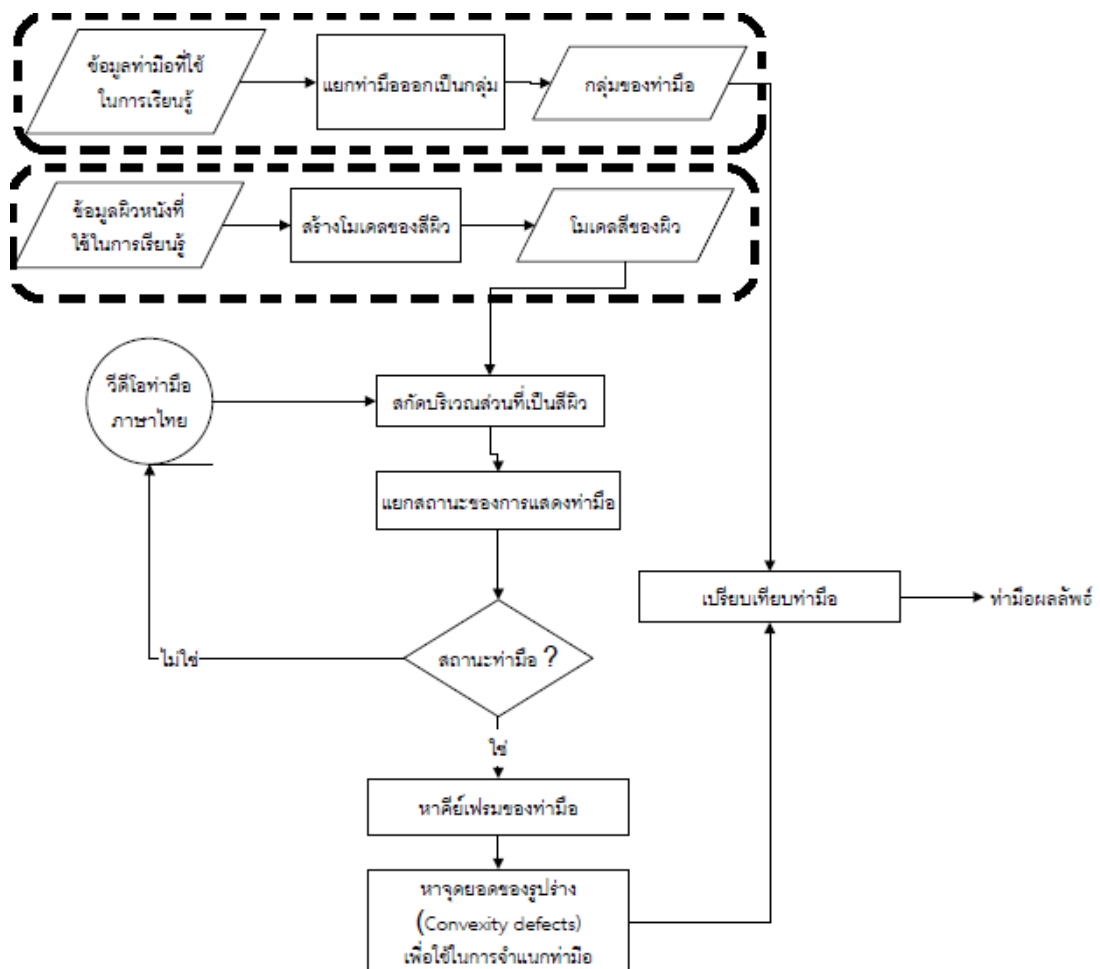 ข้อมูลท่ามือที่ใช้
ในการเรียนรู้
แยกท่ามือออกเป็นกลุ่ม
กลุ่มของท่ามือ
ข้อมูลผิวหนังที่
ใช้ในการเรียนรู้
สร้างโมเดลของสีผิว
โมเดลสีของผิว
วีดีโอท่ามือ
ภาษาไทย
สกัดบริเวณส่วนที่เป็นสีผิว
แยกสถานะของการแสดงท่ามือ
เปรียบเทียบท่ามือ
ท่ามือผลลัพธ์
สถานะท่ามือ ?
ไม่ใช่
ใช่
หาคีย์เฟรมของท่ามือ
หาจุดยอดของรูปร่าง
(Convexity defects)
เพื่อใช้ในการจำแนกท่ามือ